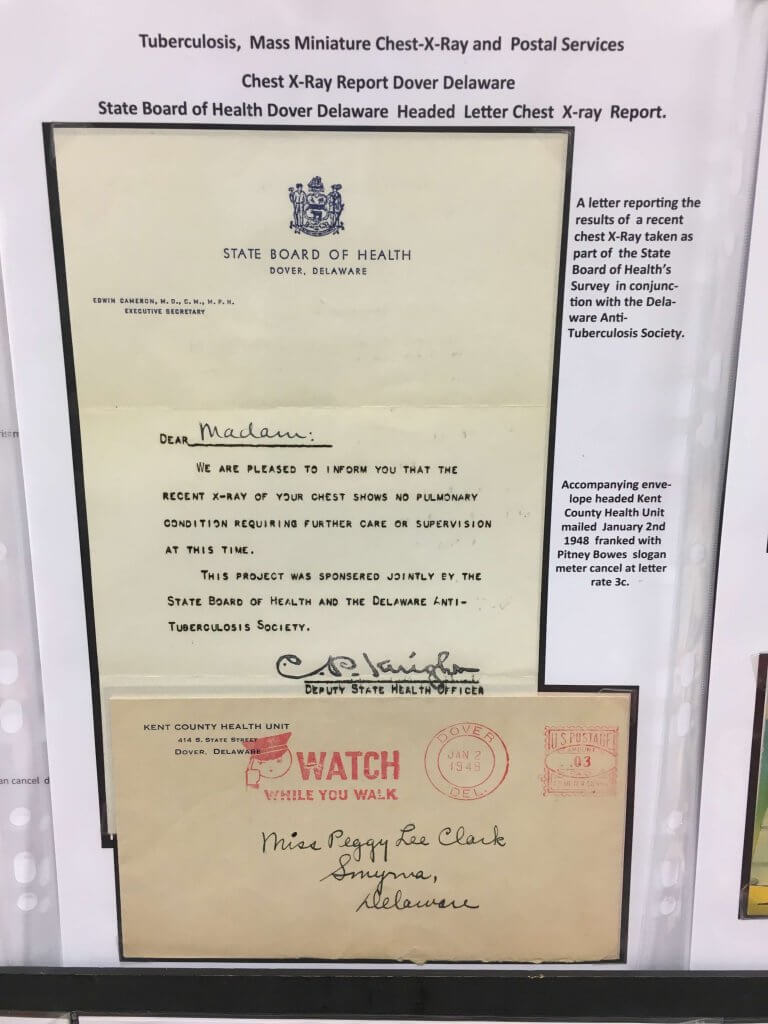 Tuberculosis, Mass Miniature Chest-X-Ray and Postal Services
Chest X-Ray Report Dover Delaware
State Board of Health Dover Delaware Headed Letter Chest X-ray Report.
STATE BOARD OF HEALTH
DOVER, DELAWARE
EDWIN CAMERON, M. D., C. M., M. P. H.
EXECUTIVE SECRETARY
DEAR Madam:
WE ARE PLEASED TO INFORM YOU THAT THE
RECENT X-RAY OF YOUR CHEST SHOWS NO PULMONARY
CONDITION REQUIRING FURTHER CARE OR SUPERVISION
AT THIS TIME.
THIS PROJECT WAS SPONSERED JOINTLY BY THE
STATE BOARD OF HEALTH AND THE DELAWARE ANTI-
TUBERCULOSIS SOCIETY.
C. P.
DEPUTY STATE HEALTH OFFICER
A letter reporting the
results of a recent
chest X-Ray taken as
part of the State
Board of Health's
Survey in conjunc-
tion with the Dela-
ware Anti-
Tuberculosis Society.
Accompanying enve-
lope headed Kent
County Health Unit
mailed January 2nd
1948 franked with
Pitney Bowes slogan
meter cancel at letter
rate 3c.
KENT COUNTY HEALTH UNIT
414 S. STATE STREET
DOVER, DELAWARE
WATCH
WHILE YOU WALK
DOVER
JAN 2
1948
DEL.
U.S. POSTAGE
AMOUNT
.03
Miss Peggy Lee Clark
Smyrna,
Delaware
an cancel d